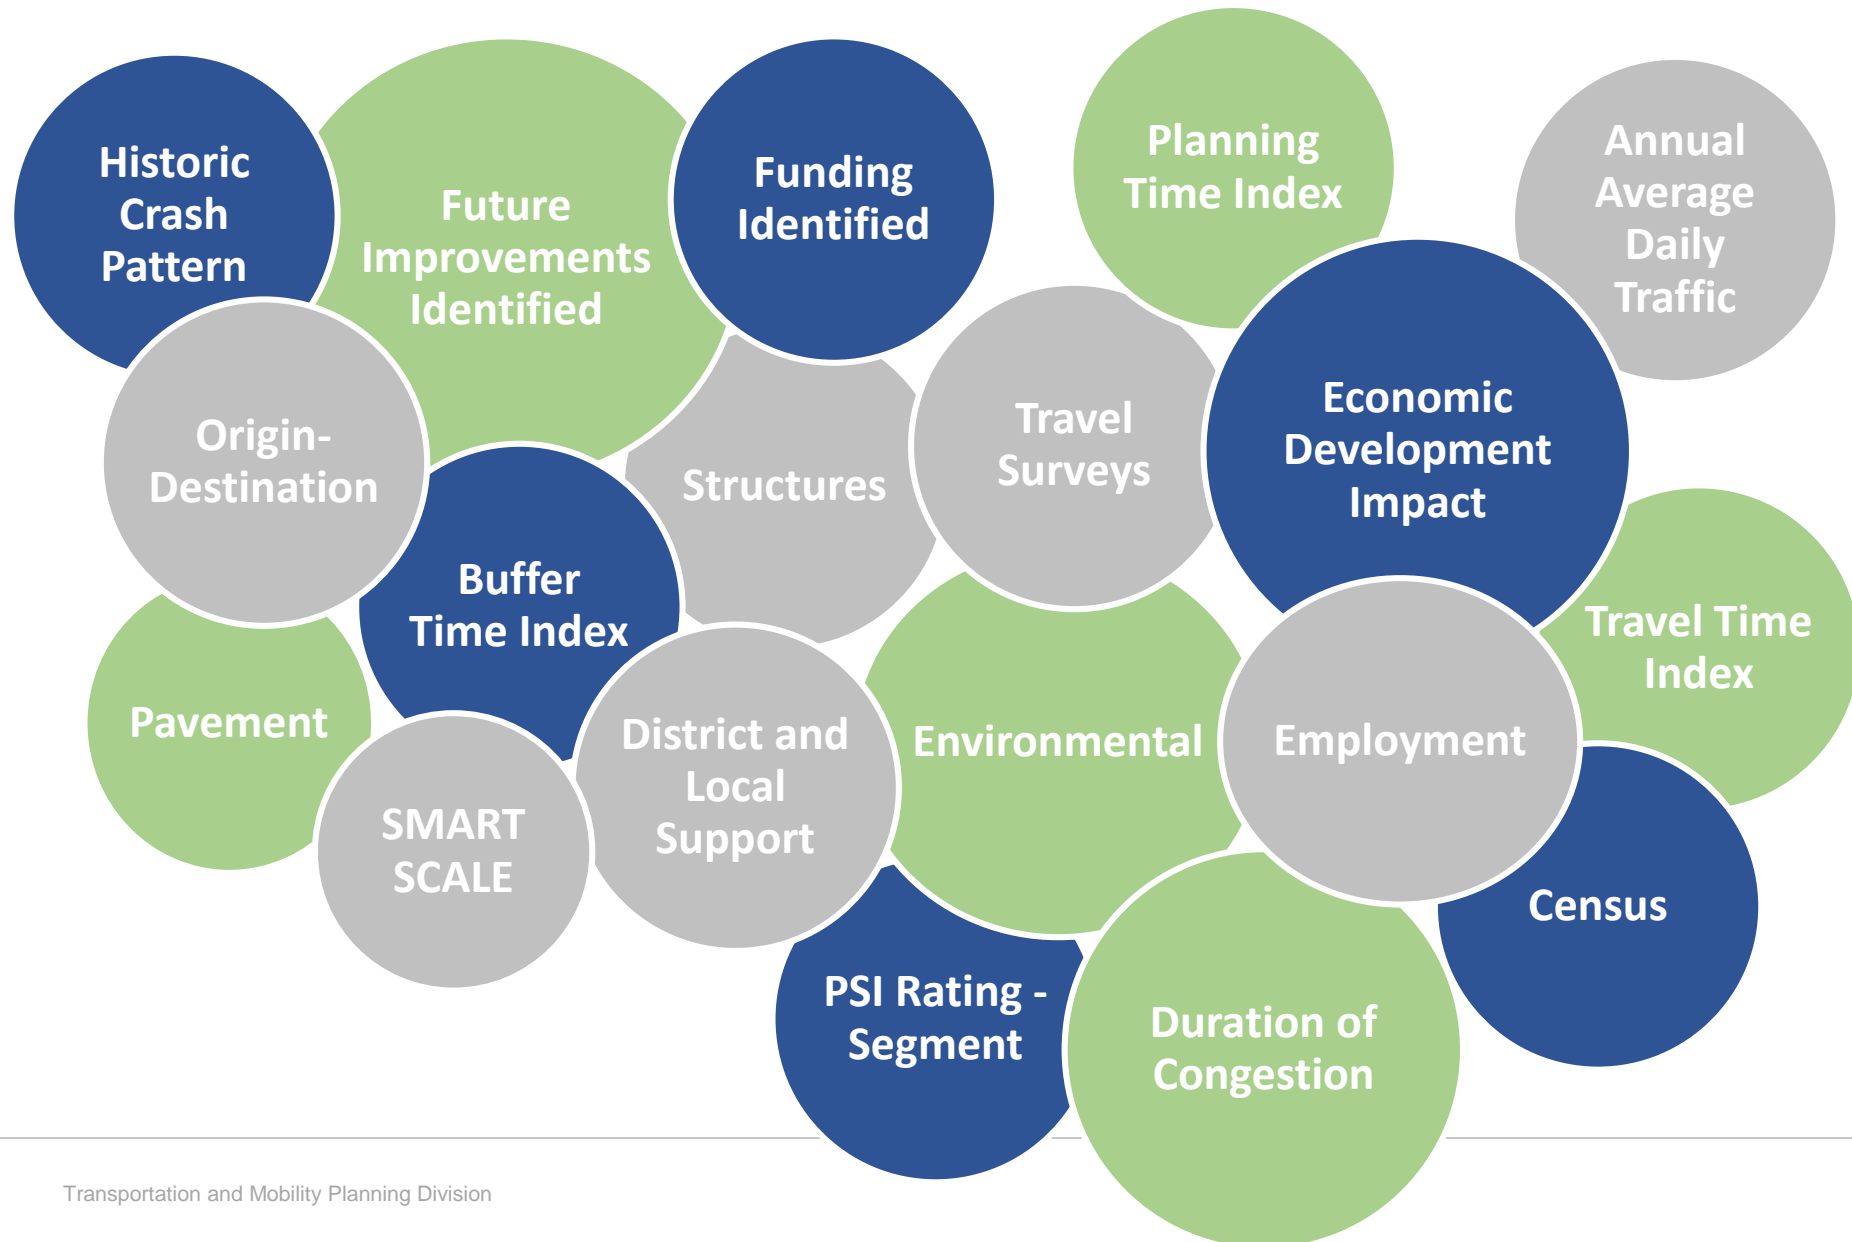 Historic
Crash
Pattern
Future
Improvements
Identified
Funding
Identified
Planning
Time Index
Annual
Average
Daily
Traffic
Origin-
Destination
Structures
Travel
Surveys
Economic
Development
Impact
Buffer
Time Index
Travel Time
Index
Pavement
District and
Local
Support
Environmental
Employment
SMART
SCALE
Census
PSI Rating -
Segment
Duration of
Congestion
Transportation and Mobility Planning Division